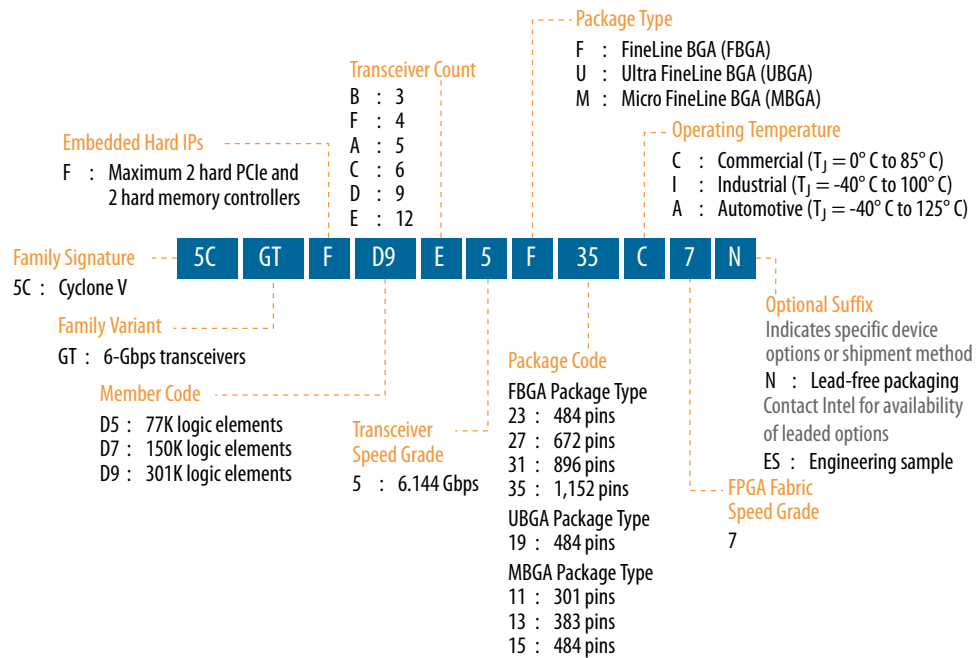 Package Type
F : FineLine BGA (FBGA)
U : Ultra FineLine BGA (UBGA)
M : Micro FineLine BGA (MBGA)
Transceiver Count
B : 3
F : 4
A : 5
C : 6
D : 9
E : 12
Embedded Hard IPs
F : Maximum 2 hard PCIe and
2 hard memory controllers
Operating Temperature
C : Commercial (TJ = 0° C to 85° C)
I : Industrial (TJ = -40° C to 100° C)
A : Automotive (TJ = -40° C to 125° C)
5C GT F D9 E 5 F 35 C 7 N
Family Signature
5C : Cyclone V
Family Variant
GT : 6-Gbps transceivers
Member Code
D5 : 77K logic elements
D7 : 150K logic elements
D9 : 301K logic elements
Transceiver
Speed Grade
5 : 6.144 Gbps
Package Code
FBGA Package Type
23 : 484 pins
27 : 672 pins
31 : 896 pins
35 : 1,152 pins
UBGA Package Type
19 : 484 pins
MBGA Package Type
11 : 301 pins
13 : 383 pins
15 : 484 pins
FPGA Fabric
Speed Grade
7
Optional Suffix
Indicates specific device
options or shipment method
N : Lead-free packaging
Contact Intel for availability
of leaded options
ES : Engineering sample